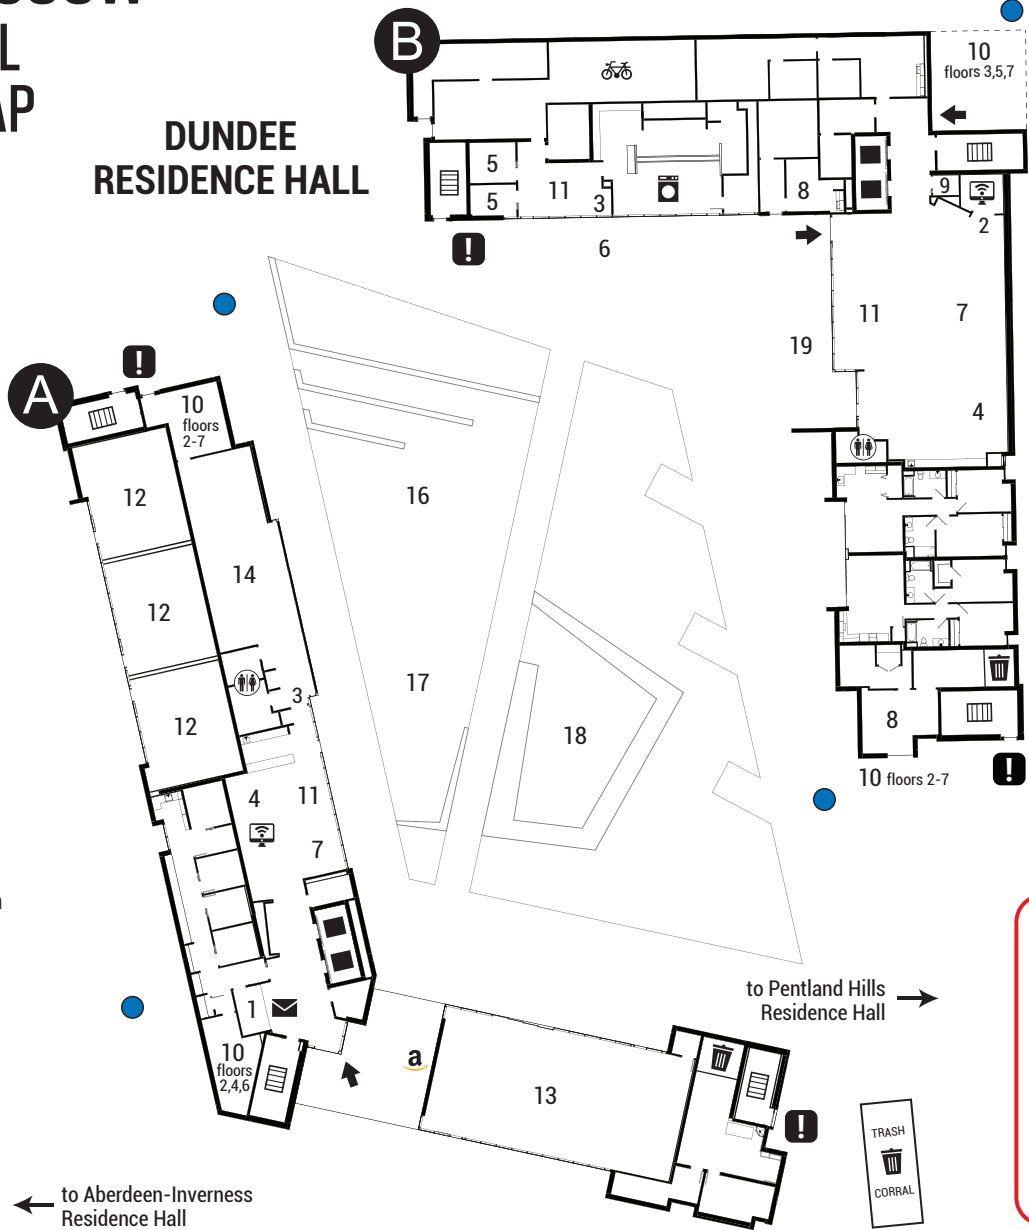 L
AP
DUNDEE
RESIDENCE HALL
B
10
floors 3,5,7
5
5
11
3
8
9
2
6
11
7
19
4
A
10
floors
2-7
12
16
14
12
17
3
12
18
8
4
11
7
10 floors 2-7
to Pentland Hills
Residence Hall
1
10
floors
2,4,6
a
13
TRASH
CORRAL
to Aberdeen-Inverness
Residence Hall